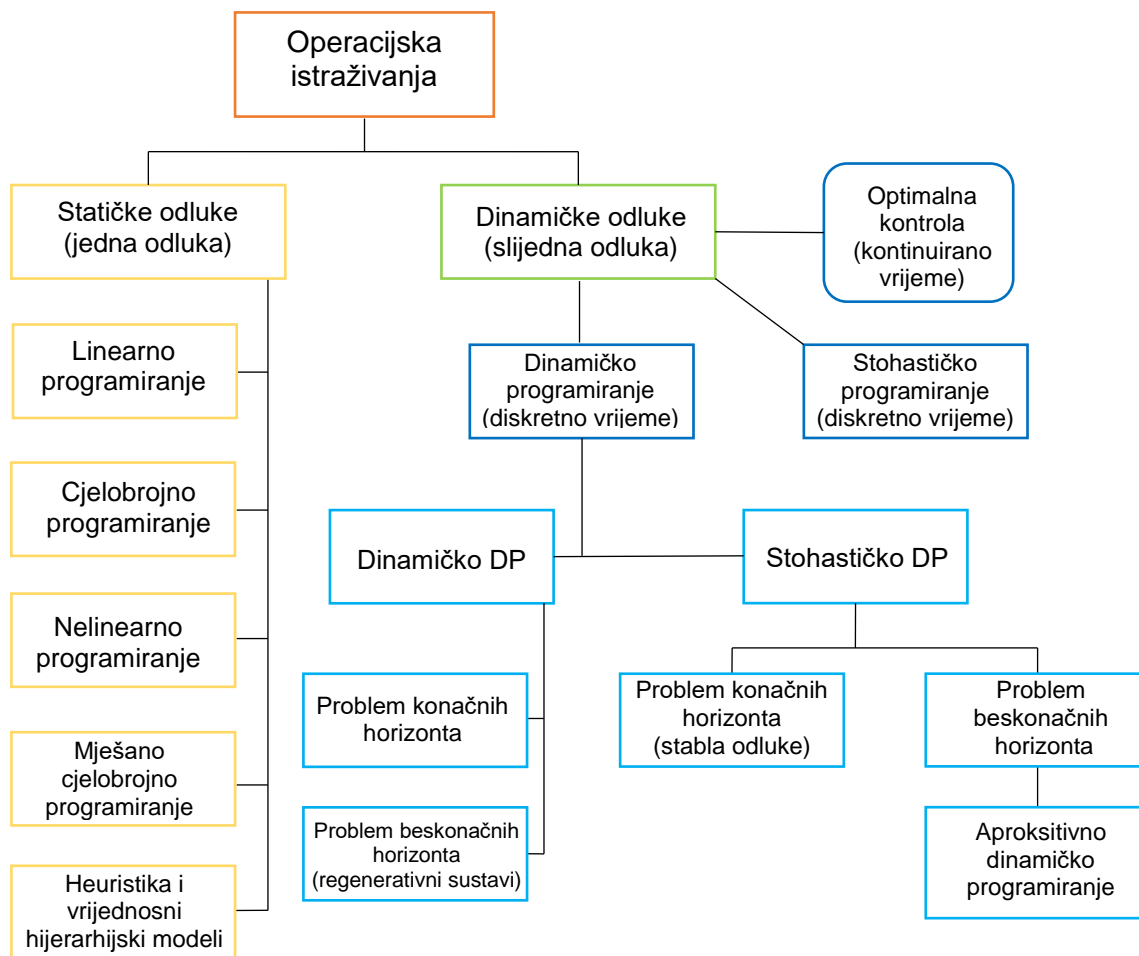 Operacijska
istraživanja
Statičke odluke
(jedna odluka)
Dinamičke odluke
(slijedna odluka)
Optimalna
kontrola
(kontinuirano
vrijeme)
Linearno
programiranje
Dinamičko
programiranje
(diskretno vrijeme)
Stohastičko
programiranje
(diskretno vrijeme)
Cjelobrojno
programiranje
Dinamičko DP
Stohastičko DP
Nelinearno
programiranje
Problem konačnih
horizonta
Problem konačnih
horizonta
(stabla odluke)
Problem
beskonačnih
horizonta
Mješano
cjelobrojno
programiranje
Problem beskonačnih
horizonta
(regenerativni sustavi)
Aproksitivno
dinamičko
programiranje
Heuristika i
vrijednosni
hijerarhijski modeli